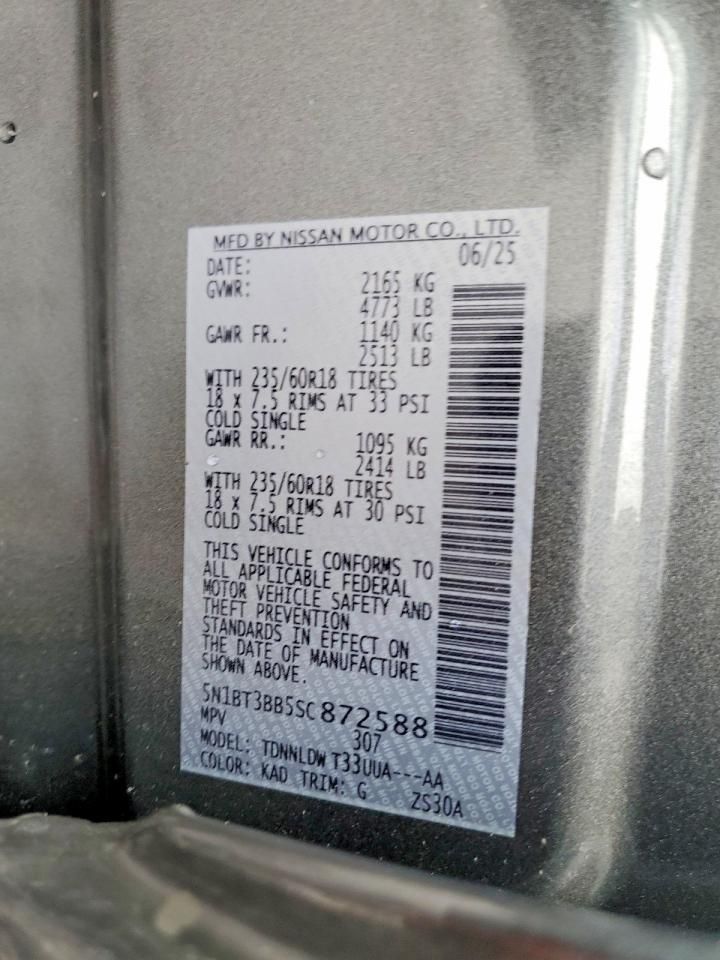 MFD BY NISSAN MOTOR CO., LTD.
DATE: 06/25
GVWR: 2165 KG
4773 LB
GAWR FR.: 1140 KG
2513 LB
WITH 235/60R18 TIRES
18 x 7.5 RIMS AT 33 PSI
COLD SINGLE
GAWR RR.: 1095 KG
2414 LB
WITH 235/60R18 TIRES
18 x 7.5 RIMS AT 30 PSI
COLD SINGLE
THIS VEHICLE CONFORMS TO
ALL APPLICABLE FEDERAL
MOTOR VEHICLE SAFETY AND
THEFT PREVENTION
STANDARDS IN EFFECT ON
THE DATE OF MANUFACTURE
SHOWN ABOVE.
5N1BT3BB5SC872588
MPV 307
MODEL: TDNNLDW T33UUA---AA
COLOR: KAD TRIM: G ZS30A